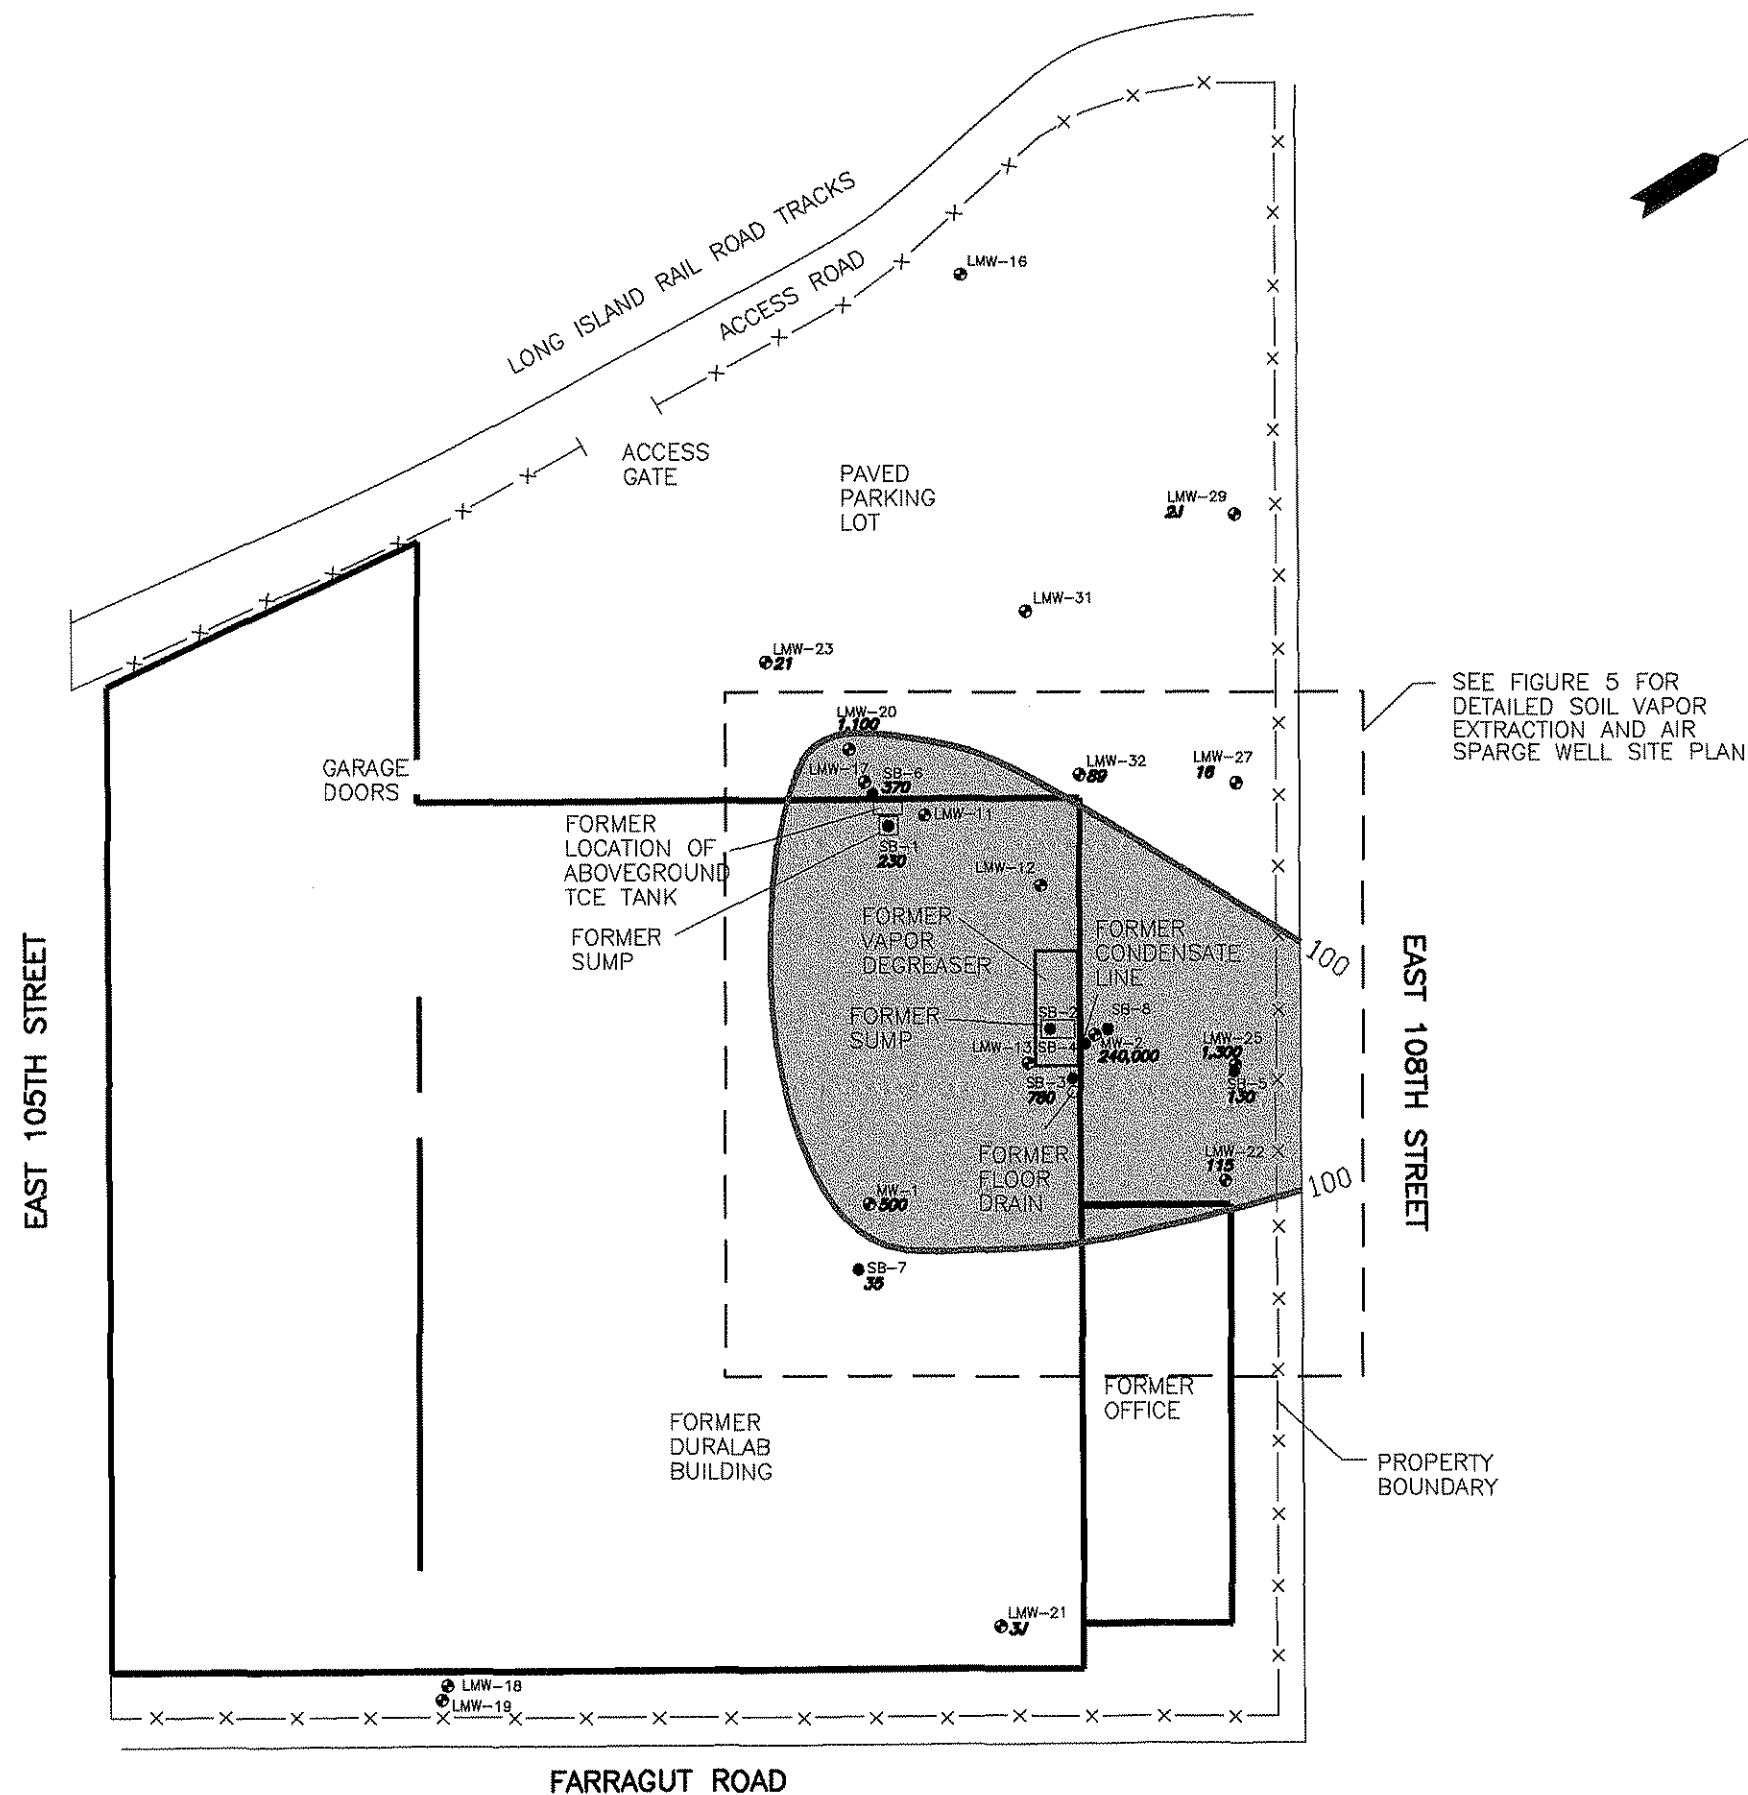 LONG ISLAND RAIL ROAD TRACKS
ACCESS ROAD
LMW-16
ACCESS
GATE
PAVED
PARKING
LOT
LMW-29
2J
LMW-31
LMW-23
21
SEE FIGURE 5 FOR
DETAILED SOIL VAPOR
EXTRACTION AND AIR
SPARGE WELL SITE PLAN
LMW-20
1,100
LMW-17
SB-6
370
LMW-32
89
LMW-27
16
GARAGE
DOORS
FORMER
LOCATION OF
ABOVEGROUND
TCE TANK
LMW-11
SB-1
230
LMW-12
FORMER
SUMP
FORMER
VAPOR
DEGREASER
FORMER
CONDENSATE
LINE
100
EAST 105TH STREET
EAST 108TH STREET
FORMER
SUMP
SB-2
SB-8
LMW-13
SB-4
MW-2
240,000
LMW-25
1,300
SB-5
130
SB-3
780
FORMER
FLOOR
DRAIN
LMW-22
115
100
MW-1
500
SB-7
35
FORMER
OFFICE
FORMER
DURALAB
BUILDING
PROPERTY
BOUNDARY
LMW-21
3J
LMW-18
LMW-19
FARRAGUT ROAD